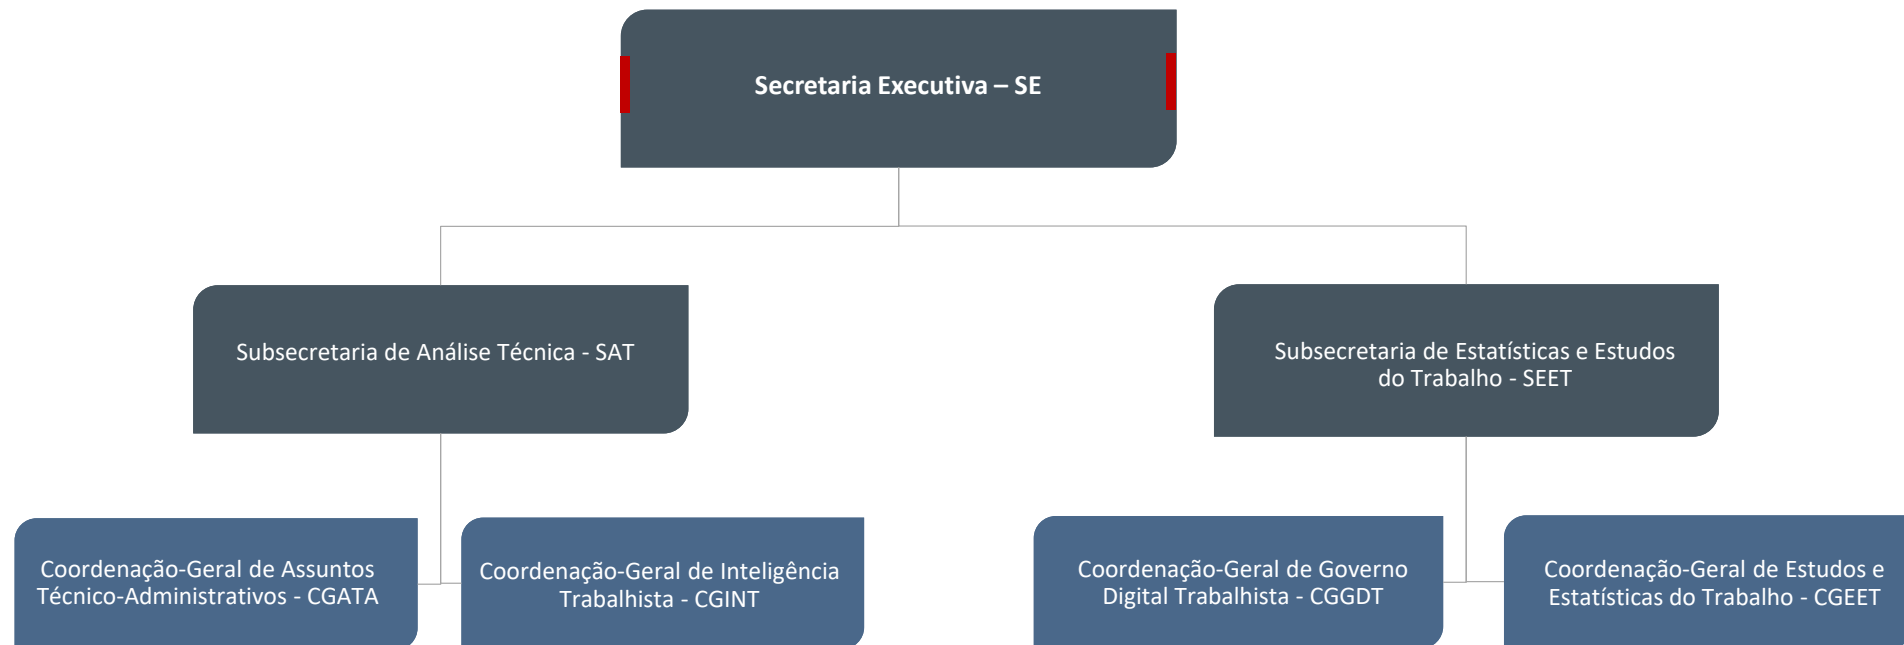 Secretaria Executiva – SE
Subsecretaria de Análise Técnica - SAT
Subsecretaria de Estatísticas e Estudos
do Trabalho - SEET
Coordenação-Geral de Assuntos
Técnico-Administrativos - CGATA
Coordenação-Geral de Inteligência
Trabalhista - CGINT
Coordenação-Geral de Governo
Digital Trabalhista - CGGDT
Coordenação-Geral de Estudos e
Estatísticas do Trabalho - CGEET